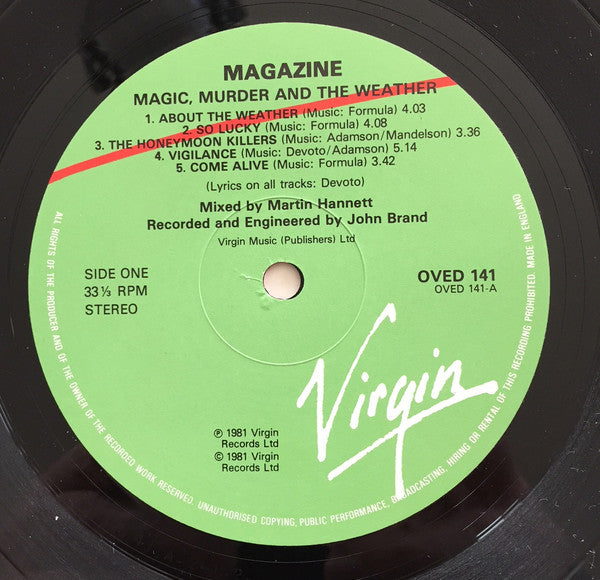 MAGAZINE
MAGIC, MURDER AND THE WEATHER
1. ABOUT THE WEATHER (Music: Formula) 4.03
2. SO LUCKY (Music: Formula) 4.08
3. THE HONEYMOON KILLERS (Music: Adamson/Mandelson) 3.36
4. VIGILANCE (Music: Devoto/Adamson) 5.14
5. COME ALIVE (Music: Formula) 3.42
(Lyrics on all tracks: Devoto)
Mixed by Martin Hannett
Recorded and Engineered by John Brand
Virgin Music (Publishers) Ltd
SIDE ONE
33 ⅓ RPM
STEREO
OVED 141
OVED 141-A
Virgin
℗ 1981 Virgin
Records Ltd
© 1981 Virgin
Records Ltd
ALL RIGHTS OF THE PRODUCER AND OF THE OWNER OF THE RECORDED WORK RESERVED. UNAUTHORISED COPYING, PUBLIC PERFORMANCE, BROADCASTING, HIRING OR RENTAL OF THIS RECORDING PROHIBITED. MADE IN ENGLAND